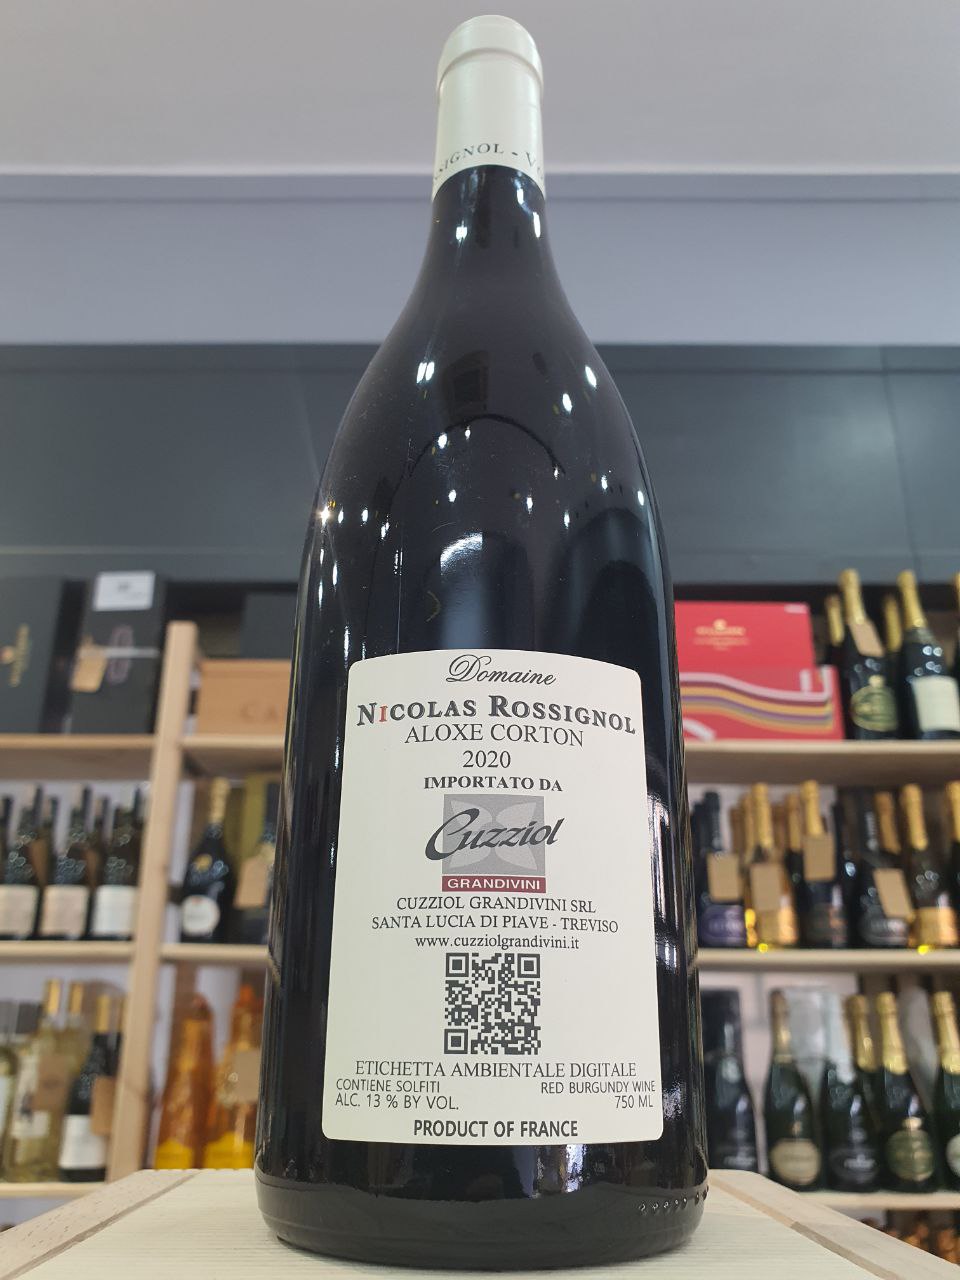 SIGNOL - V
Domaine
NICOLAS ROSSIGNOL
ALOXE CORTON
2020
IMPORTATO DA
Cuzziol
GRANDIVINI
CUZZIOL GRANDIVINI SRL
SANTA LUCIA DI PIAVE - TREVISO
www.cuzziolgrandivini.it
ETICHETTA AMBIENTALE DIGITALE
CONTIENE SOLFITI RED BURGUNDY WINE
ALC. 13 % BY VOL. 750 ML
PRODUCT OF FRANCE